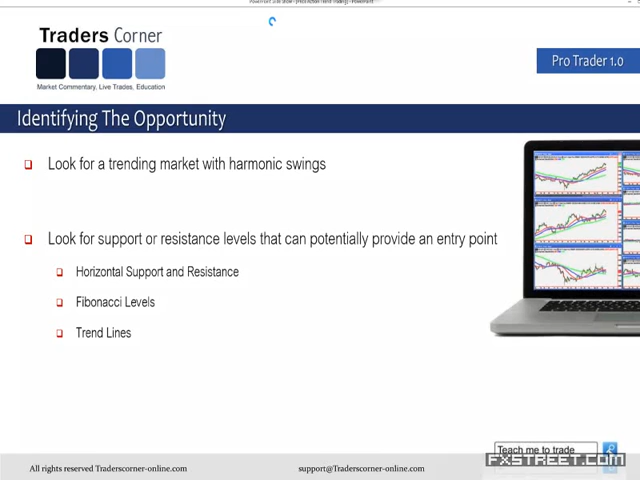 Traders Corner
Market Commentary, Live Trades, Education
Pro Trader 1.0
Identifying The Opportunity
Look for a trending market with harmonic swings
Look for support or resistance levels that can potentially provide an entry point
Horizontal Support and Resistance
Fibonacci Levels
Trend Lines
Teach me to trade
FXSTREET.COM
All rights reserved Traderscorner-online.com
support@Traderscorner-online.com